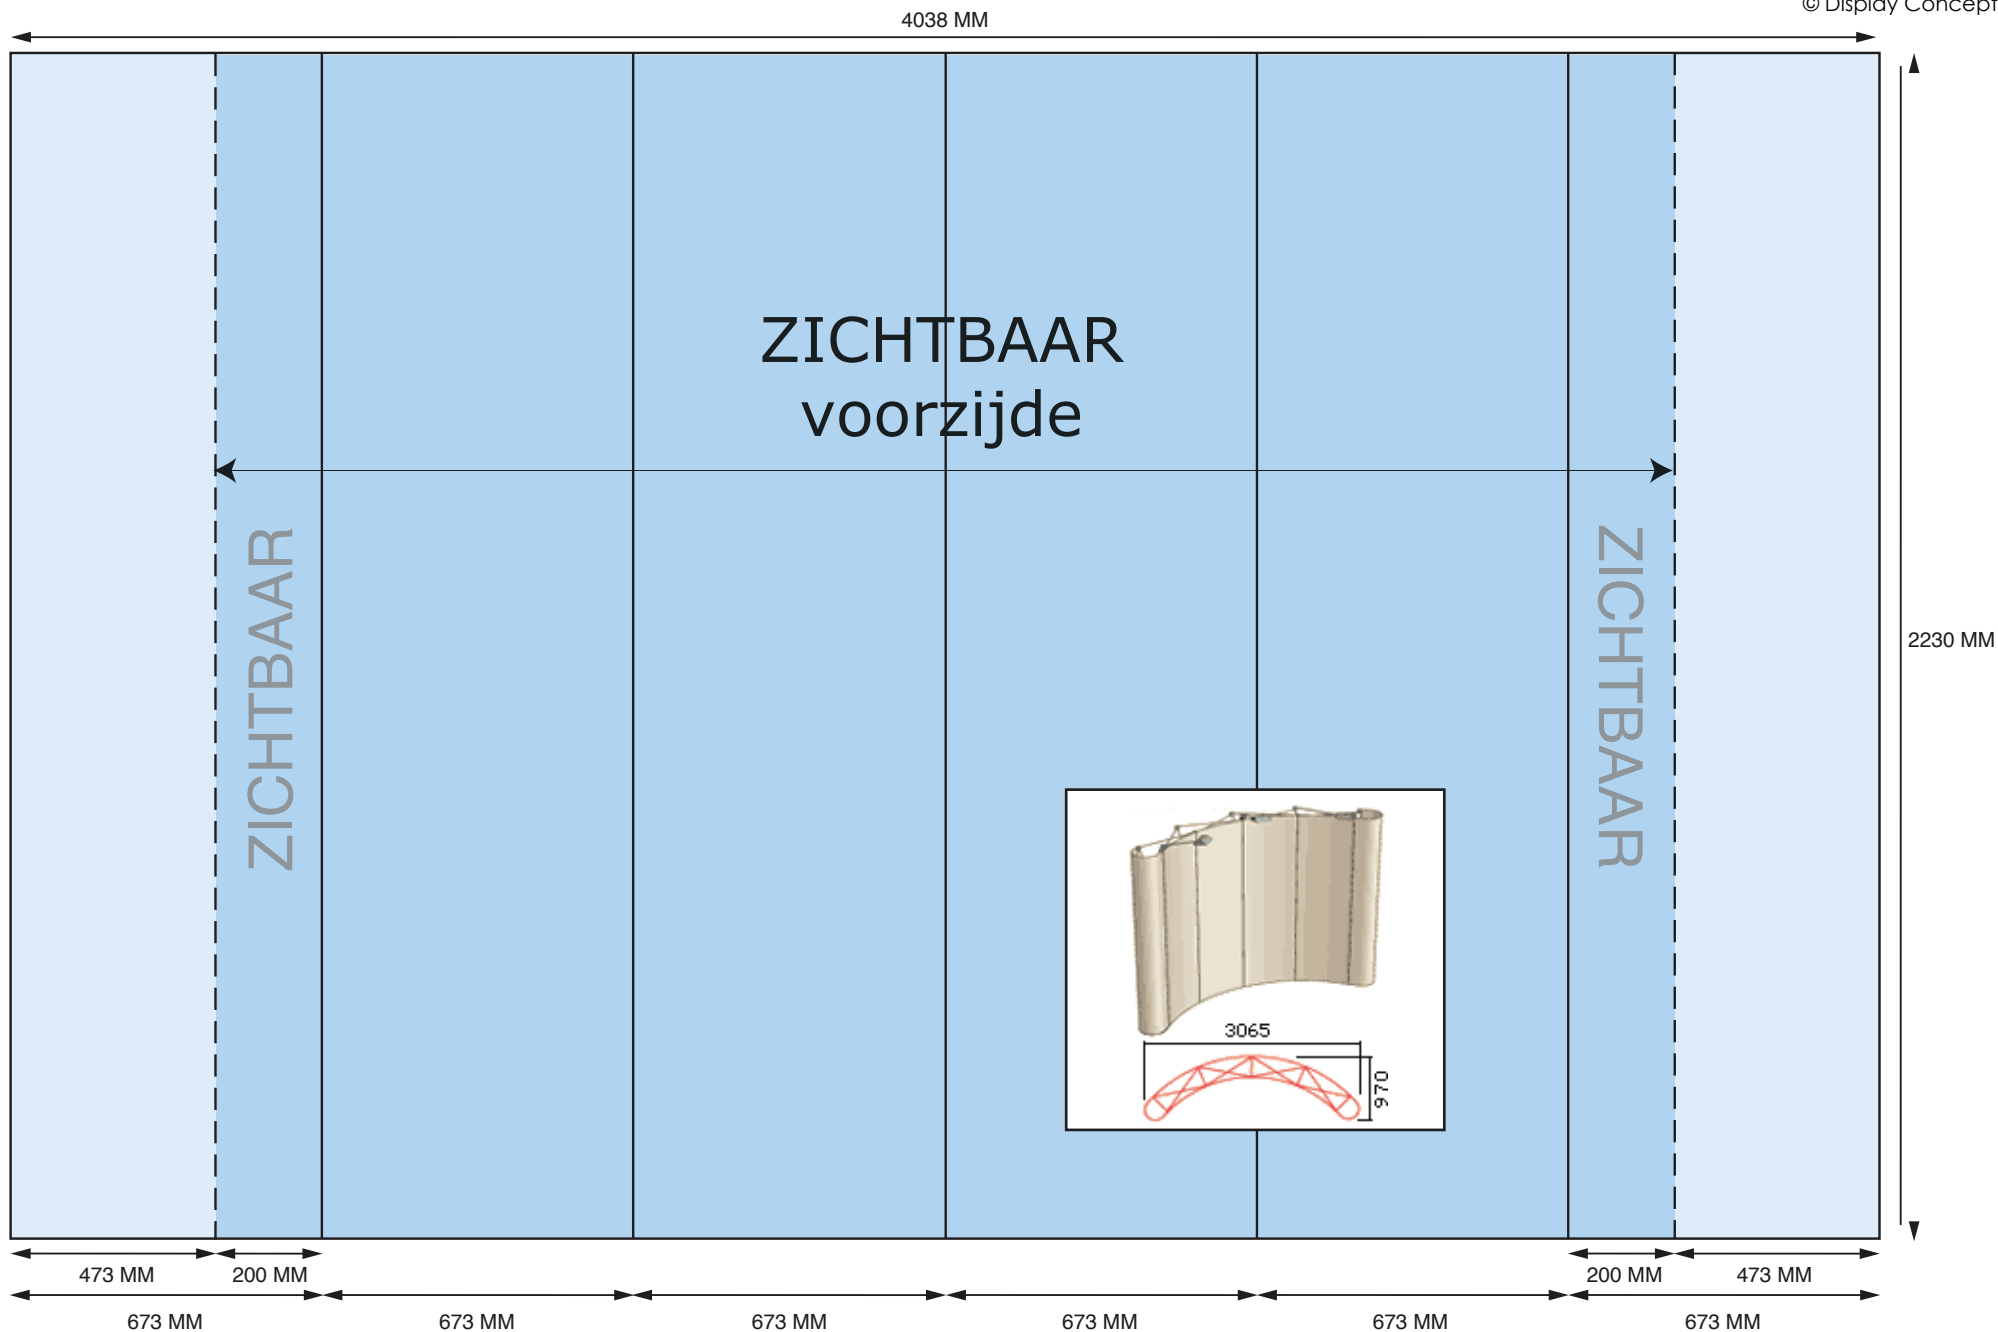 © Display Concept
4038 MM
ZICHTBAAR
voorzijde
ZICHTBAAR
ZICHTBAAR
2230 MM
3065
970
473 MM 200 MM 200 MM 473 MM
673 MM 673 MM 673 MM 673 MM 673 MM 673 MM